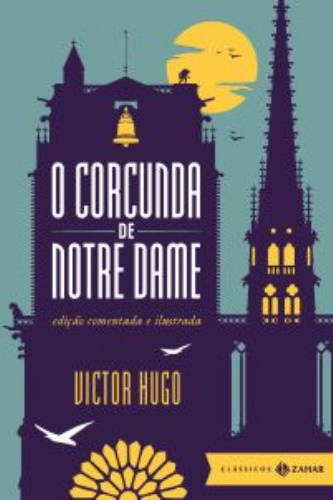 O CORCUNDA
DE
NOTRE DAME
edição comentada e ilustrada
VICTOR HUGO
CLÁSSICOS ZAHAR